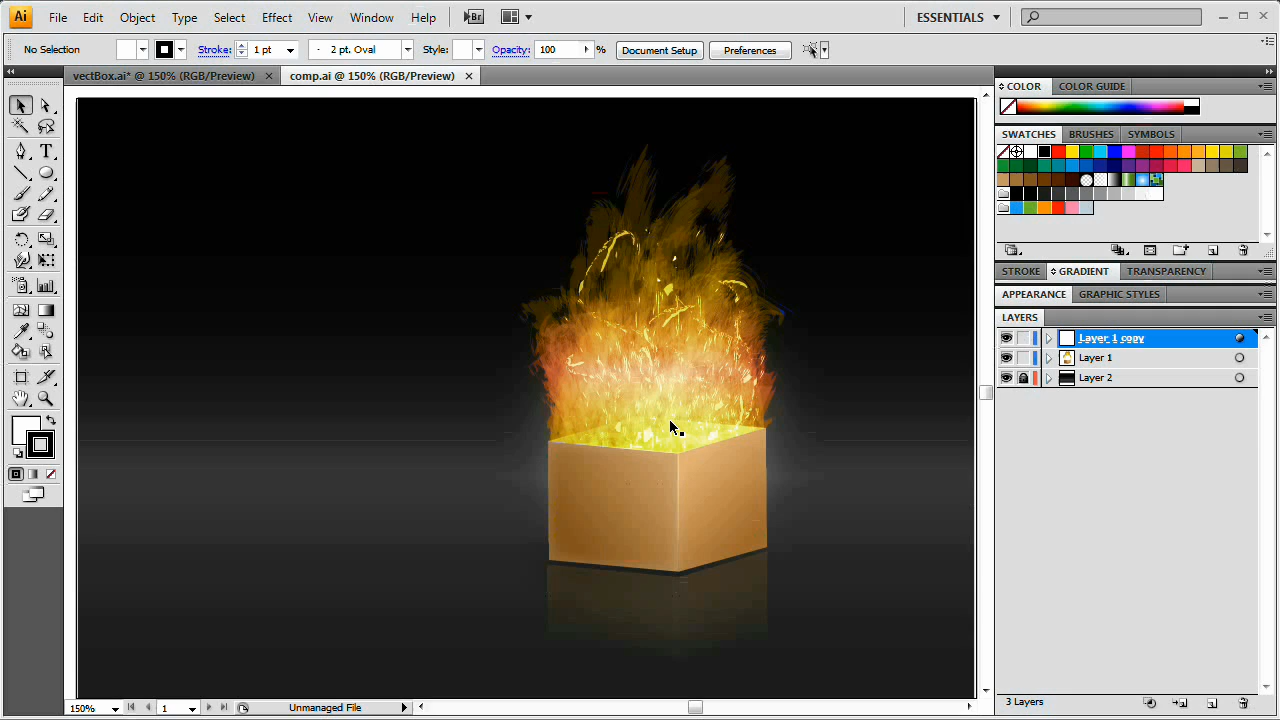 Ai File Edit Object Type Select Effect View Window Help Br ESSENTIALS
No Selection Stroke: 1 pt 2 pt. Oval Style: Opacity: 100 % Document Setup Preferences
vectBox.ai* @ 150% (RGB/Preview) × comp.ai @ 150% (RGB/Preview) ×
COLOR COLOR GUIDE
SWATCHES BRUSHES SYMBOLS
STROKE GRADIENT TRANSPARENCY
APPEARANCE GRAPHIC STYLES
LAYERS
Layer 1 copy
Layer 1
Layer 2
3 Layers
150% 1 Unmanaged File